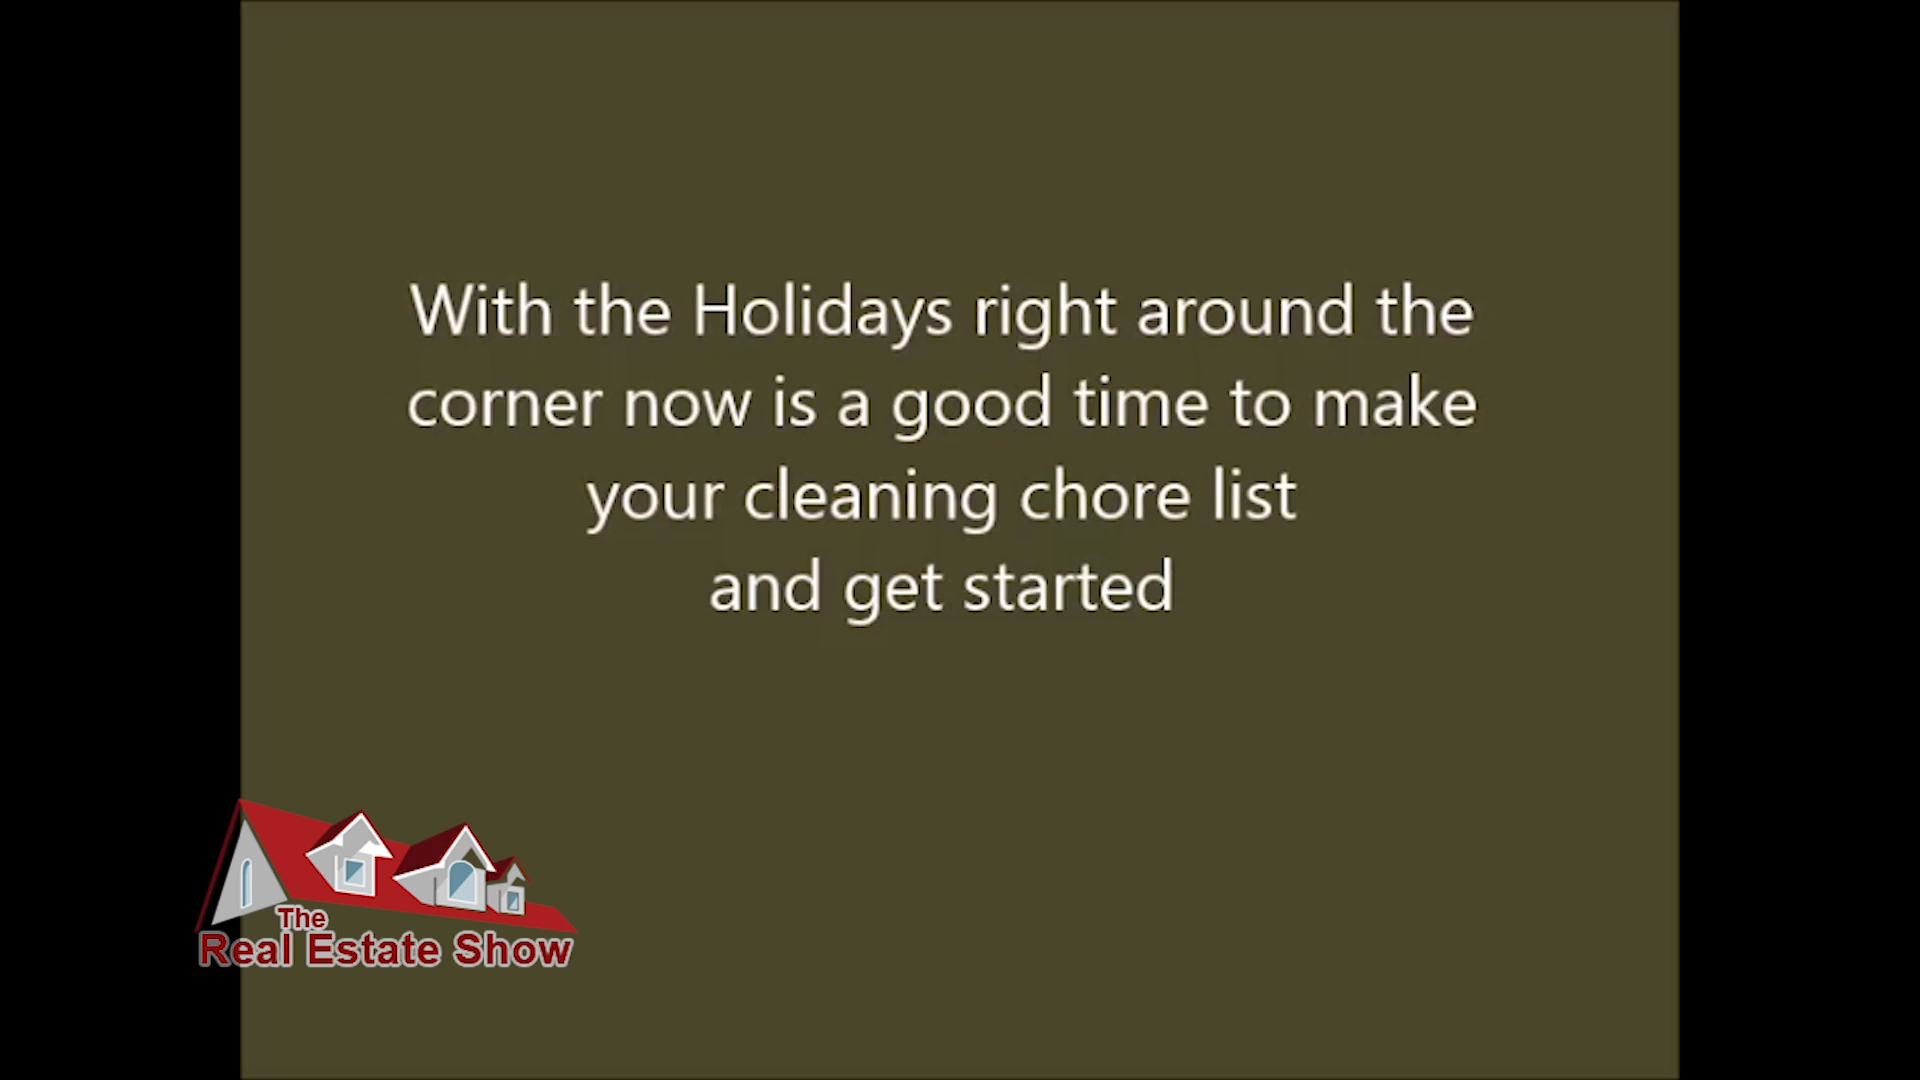 With the Holidays right around the
corner now is a good time to make
your cleaning chore list
and get started
The
Real Estate Show